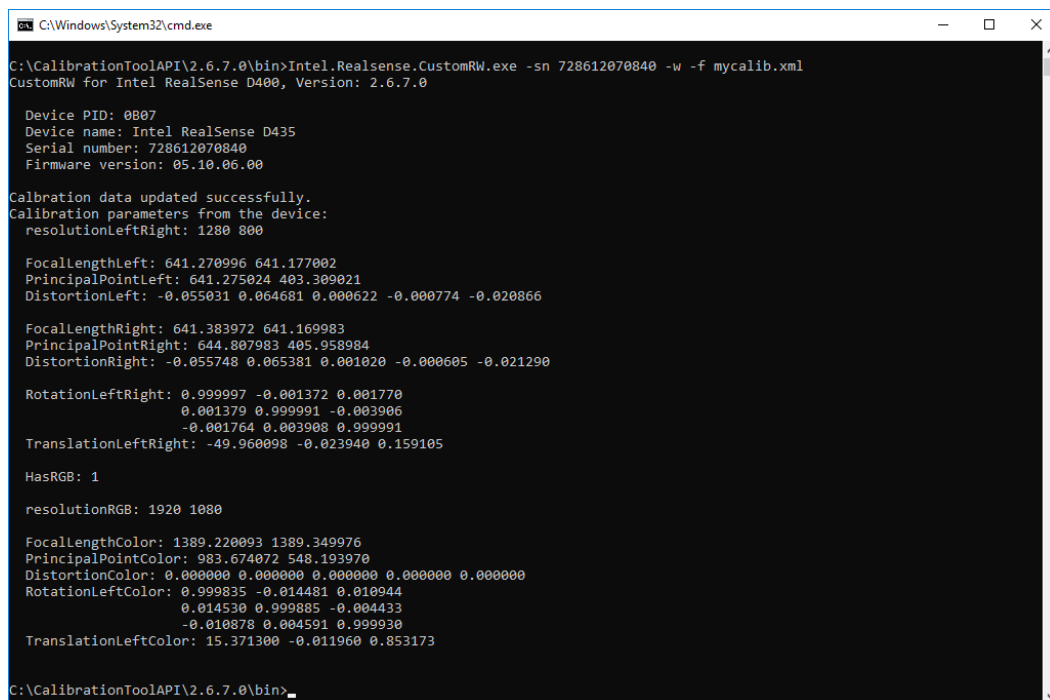 C:\Windows\System32\cmd.exe
C:\CalibrationToolAPI\2.6.7.0\bin>Intel.Realsense.CustomRW.exe -sn 728612070840 -w -f mycalib.xml
CustomRW for Intel RealSense D400, Version: 2.6.7.0
Device PID: 0B07
Device name: Intel RealSense D435
Serial number: 728612070840
Firmware version: 05.10.06.00
Calbration data updated successfully.
Calibration parameters from the device:
resolutionLeftRight: 1280 800
FocalLengthLeft: 641.270996 641.177002
PrincipalPointLeft: 641.275024 403.309021
DistortionLeft: -0.055031 0.064681 0.000622 -0.000774 -0.020866
FocalLengthRight: 641.383972 641.169983
PrincipalPointRight: 644.807983 405.958984
DistortionRight: -0.055748 0.065381 0.001020 -0.000605 -0.021290
RotationLeftRight: 0.999997 -0.001372 0.001770
0.001379 0.999991 -0.003906
-0.001764 0.003908 0.999991
TranslationLeftRight: -49.960098 -0.023940 0.159105
HasRGB: 1
resolutionRGB: 1920 1080
FocalLengthColor: 1389.220093 1389.349976
PrincipalPointColor: 983.674072 548.193970
DistortionColor: 0.000000 0.000000 0.000000 0.000000 0.000000
RotationLeftColor: 0.999835 -0.014481 0.010944
0.014530 0.999885 -0.004433
-0.010878 0.004591 0.999930
TranslationLeftColor: 15.371300 -0.011960 0.853173
C:\CalibrationToolAPI\2.6.7.0\bin>